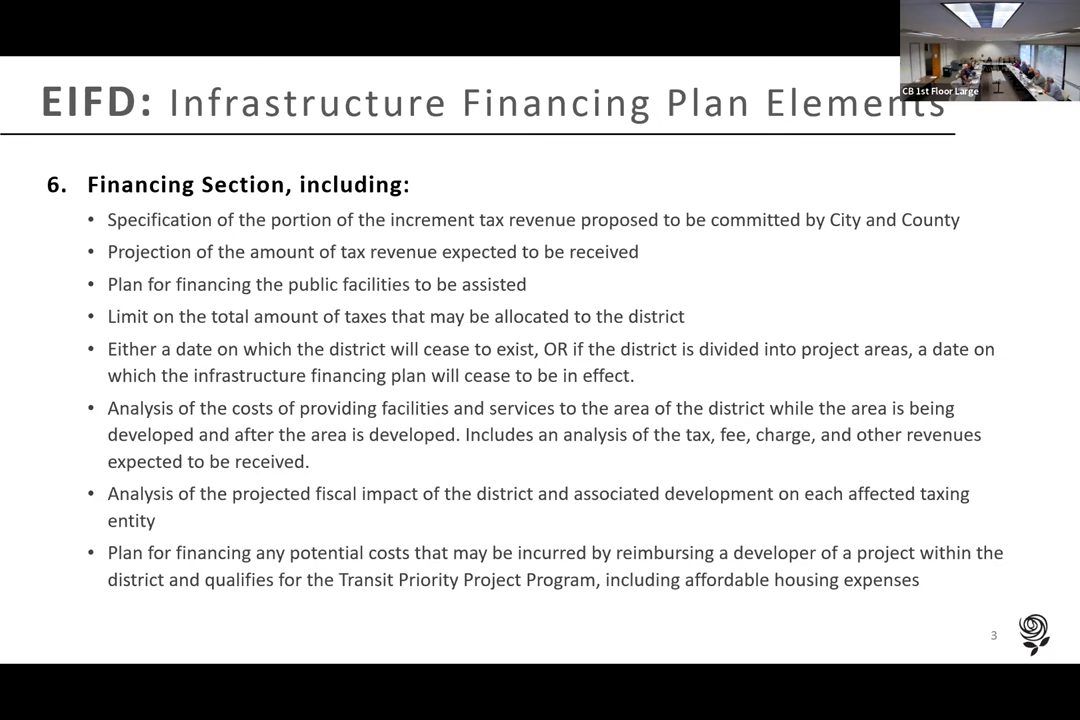 CB 1st Floor Large
EIFD: Infrastructure Financing Plan Elements
6. Financing Section, including:
• Specification of the portion of the increment tax revenue proposed to be committed by City and County
• Projection of the amount of tax revenue expected to be received
• Plan for financing the public facilities to be assisted
• Limit on the total amount of taxes that may be allocated to the district
• Either a date on which the district will cease to exist, OR if the district is divided into project areas, a date on
which the infrastructure financing plan will cease to be in effect.
• Analysis of the costs of providing facilities and services to the area of the district while the area is being
developed and after the area is developed. Includes an analysis of the tax, fee, charge, and other revenues
expected to be received.
• Analysis of the projected fiscal impact of the district and associated development on each affected taxing
entity
• Plan for financing any potential costs that may be incurred by reimbursing a developer of a project within the
district and qualifies for the Transit Priority Project Program, including affordable housing expenses
3